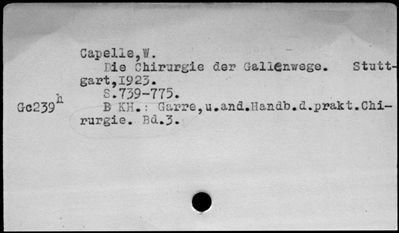 Capelle,W.
Die Chirurgie der Gallenwege. Stutt-
gart,1923.
S.739-775.
Gc239h B KH.: Garre,u.and.Handb.d.prakt.Chi-
rurgie. Bd.3.